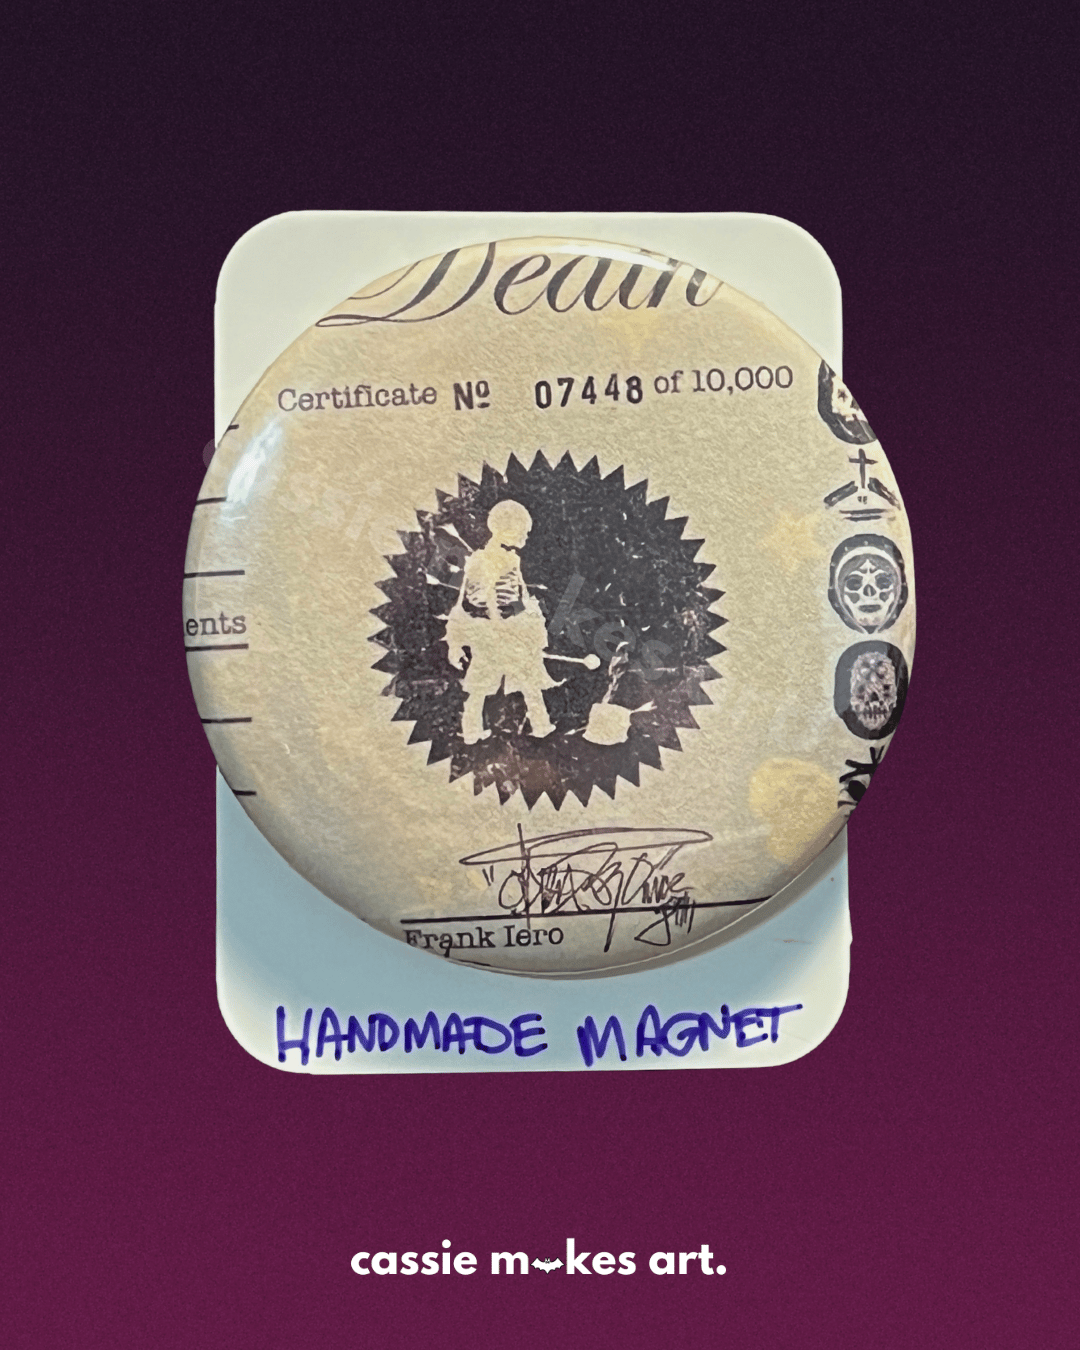 Death
Certificate Nº 07448 of 10,000
ents
Frank Iero
HANDMADE MAGNET
cassie makes art.